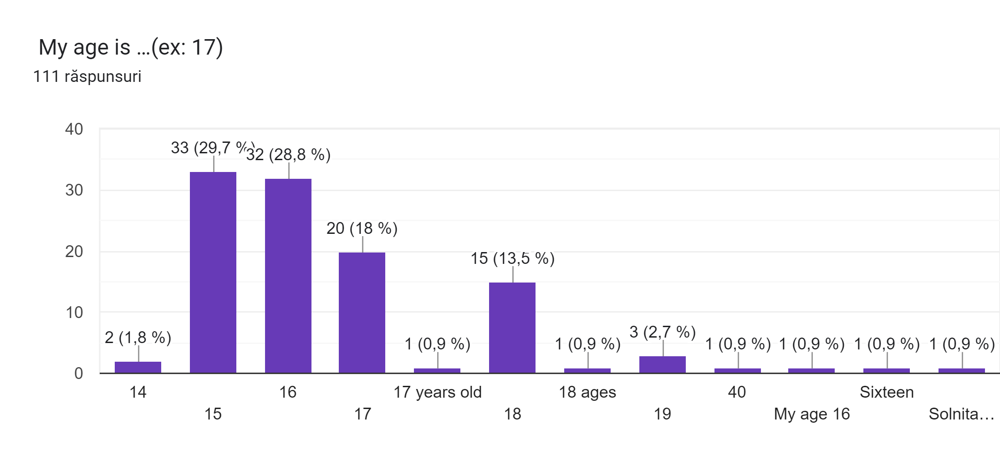 My age is ...(ex: 17)
111 răspunsuri
40
30
20
10
0
2 (1,8 %)
33 (29,7 %)
32 (28,8 %)
20 (18 %)
1 (0,9 %)
15 (13,5 %)
1 (0,9 %)
3 (2,7 %)
1 (0,9 %)
1 (0,9 %)
1 (0,9 %)
1 (0,9 %)
14
15
16
17
17 years old
18
18 ages
19
40
My age 16
Sixteen
Solnita...